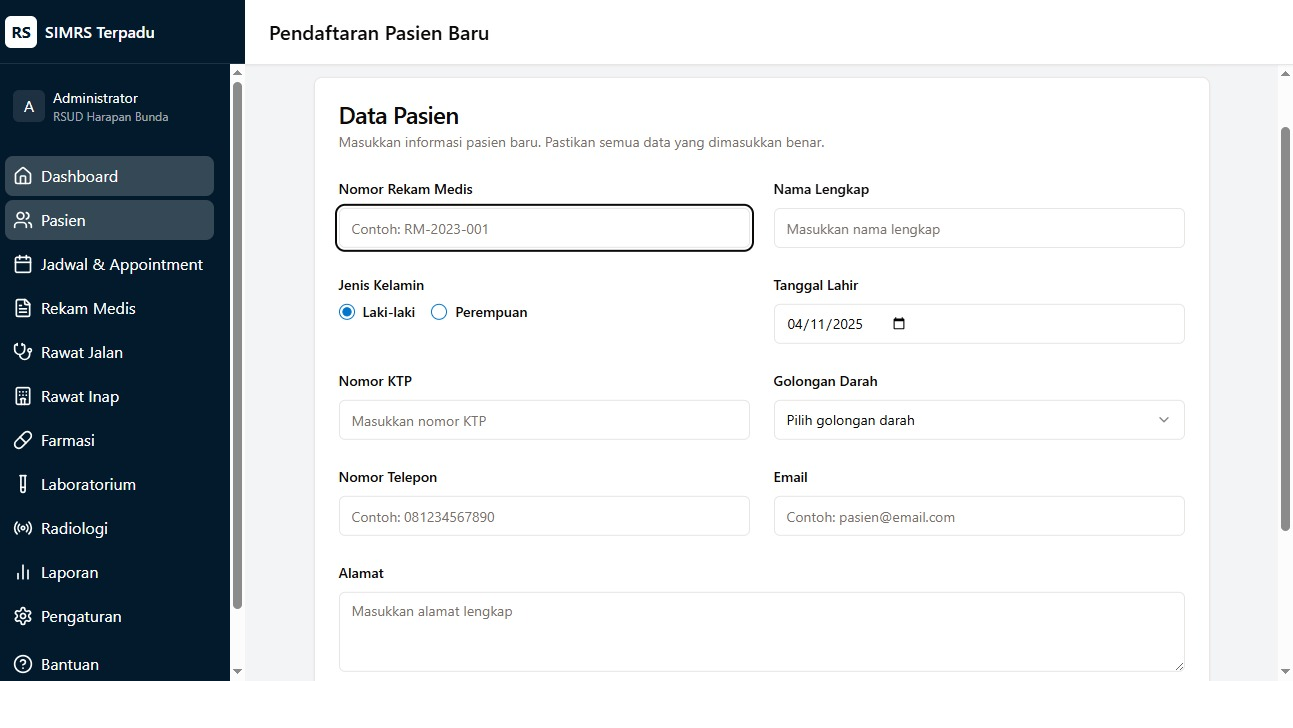 RS SIMRS Terpadu
Pendaftaran Pasien Baru
A Administrator
RSUD Harapan Bunda
Dashboard
Pasien
Jadwal & Appointment
Rekam Medis
Rawat Jalan
Rawat Inap
Farmasi
Laboratorium
Radiologi
Laporan
Pengaturan
Bantuan
Data Pasien
Masukkan informasi pasien baru. Pastikan semua data yang dimasukkan benar.
Nomor Rekam Medis
Contoh: RM-2023-001
Nama Lengkap
Masukkan nama lengkap
Jenis Kelamin
Laki-laki Perempuan
Tanggal Lahir
04/11/2025
Nomor KTP
Masukkan nomor KTP
Golongan Darah
Pilih golongan darah
Nomor Telepon
Contoh: 081234567890
Email
Contoh: pasien@email.com
Alamat
Masukkan alamat lengkap